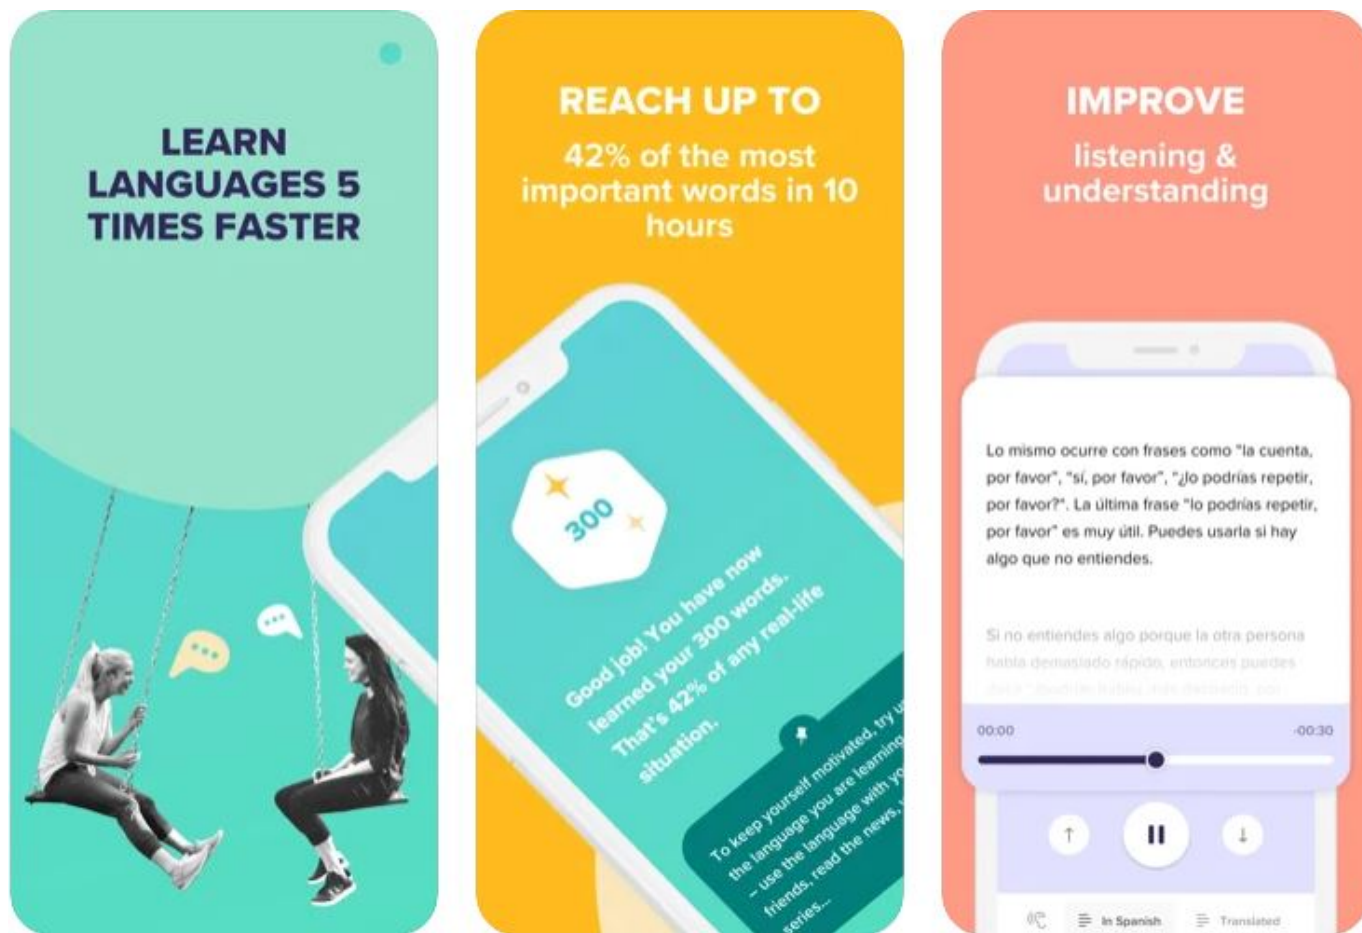 LEARN
LANGUAGES 5
TIMES FASTER
REACH UP TO
42% of the most
important words in 10
hours
300
Good job! You have now
learned your 300 words.
That's 42% of any real-life
situation.
To keep yourself motivated, try u
the language you are learning
– use the language with yo
friends, read the news,
series...
IMPROVE
listening &
understanding
Lo mismo ocurre con frases como "la cuenta,
por favor", "sí, por favor", "¿lo podrías repetir,
por favor?". La última frase "lo podrías repetir,
por favor" es muy útil. Puedes usarla si hay
algo que no entiendes.
Si no entiendes algo porque la otra persona
habla demasiado rápido, entonces puedes
00:00
-00:30
In Spanish
Translated